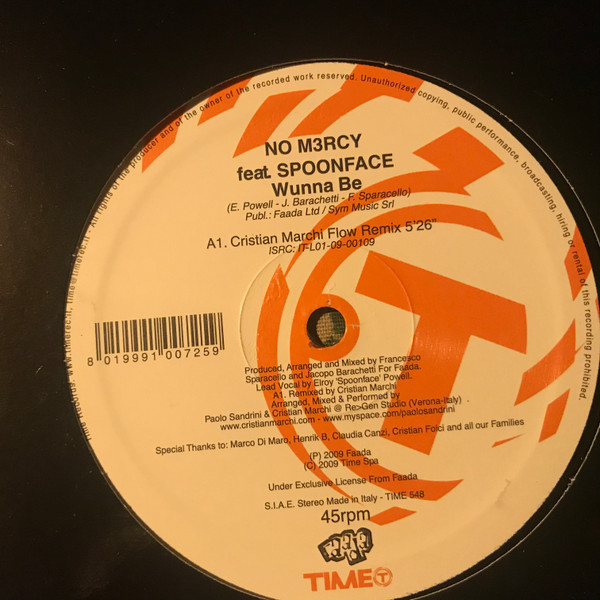 All rights of the producer and of the owner of the recorded work reserved. Unauthorized copying, public performance, broadcasting, hiring or rental of this recording prohibited.
NO M3RCY
feat. SPOONFACE
Wunna Be
(E. Powell - J. Barachetti - F. Sparacello)
Publ.: Faada Ltd / Sym Music Srl
A1. Cristian Marchi Flow Remix 5'26"
ISRC: IT-L01-09-00109
8 019991 007259
Produced, Arranged and Mixed by Francesco
Sparacello and Jacopo Barachetti For Faada.
Lead Vocal by Elroy 'Spoonface' Powell.
A1. Remixed by Cristian Marchi
Arranged, Mixed & Performed by
Paolo Sandrini & Cristian Marchi @ Re>Gen Studio (Verona-Italy)
www.cristianmarchi.com - www.myspace.com/paolosandrini
Special Thanks to: Marco Di Maro, Henrik B, Claudia Canzi, Cristian Folci and all our Families
(P) 2009 Faada
(C) 2009 Time Spa
Under Exclusive License From Faada
S.I.A.E. Stereo Made in Italy - TIME 548
45rpm
TIME T